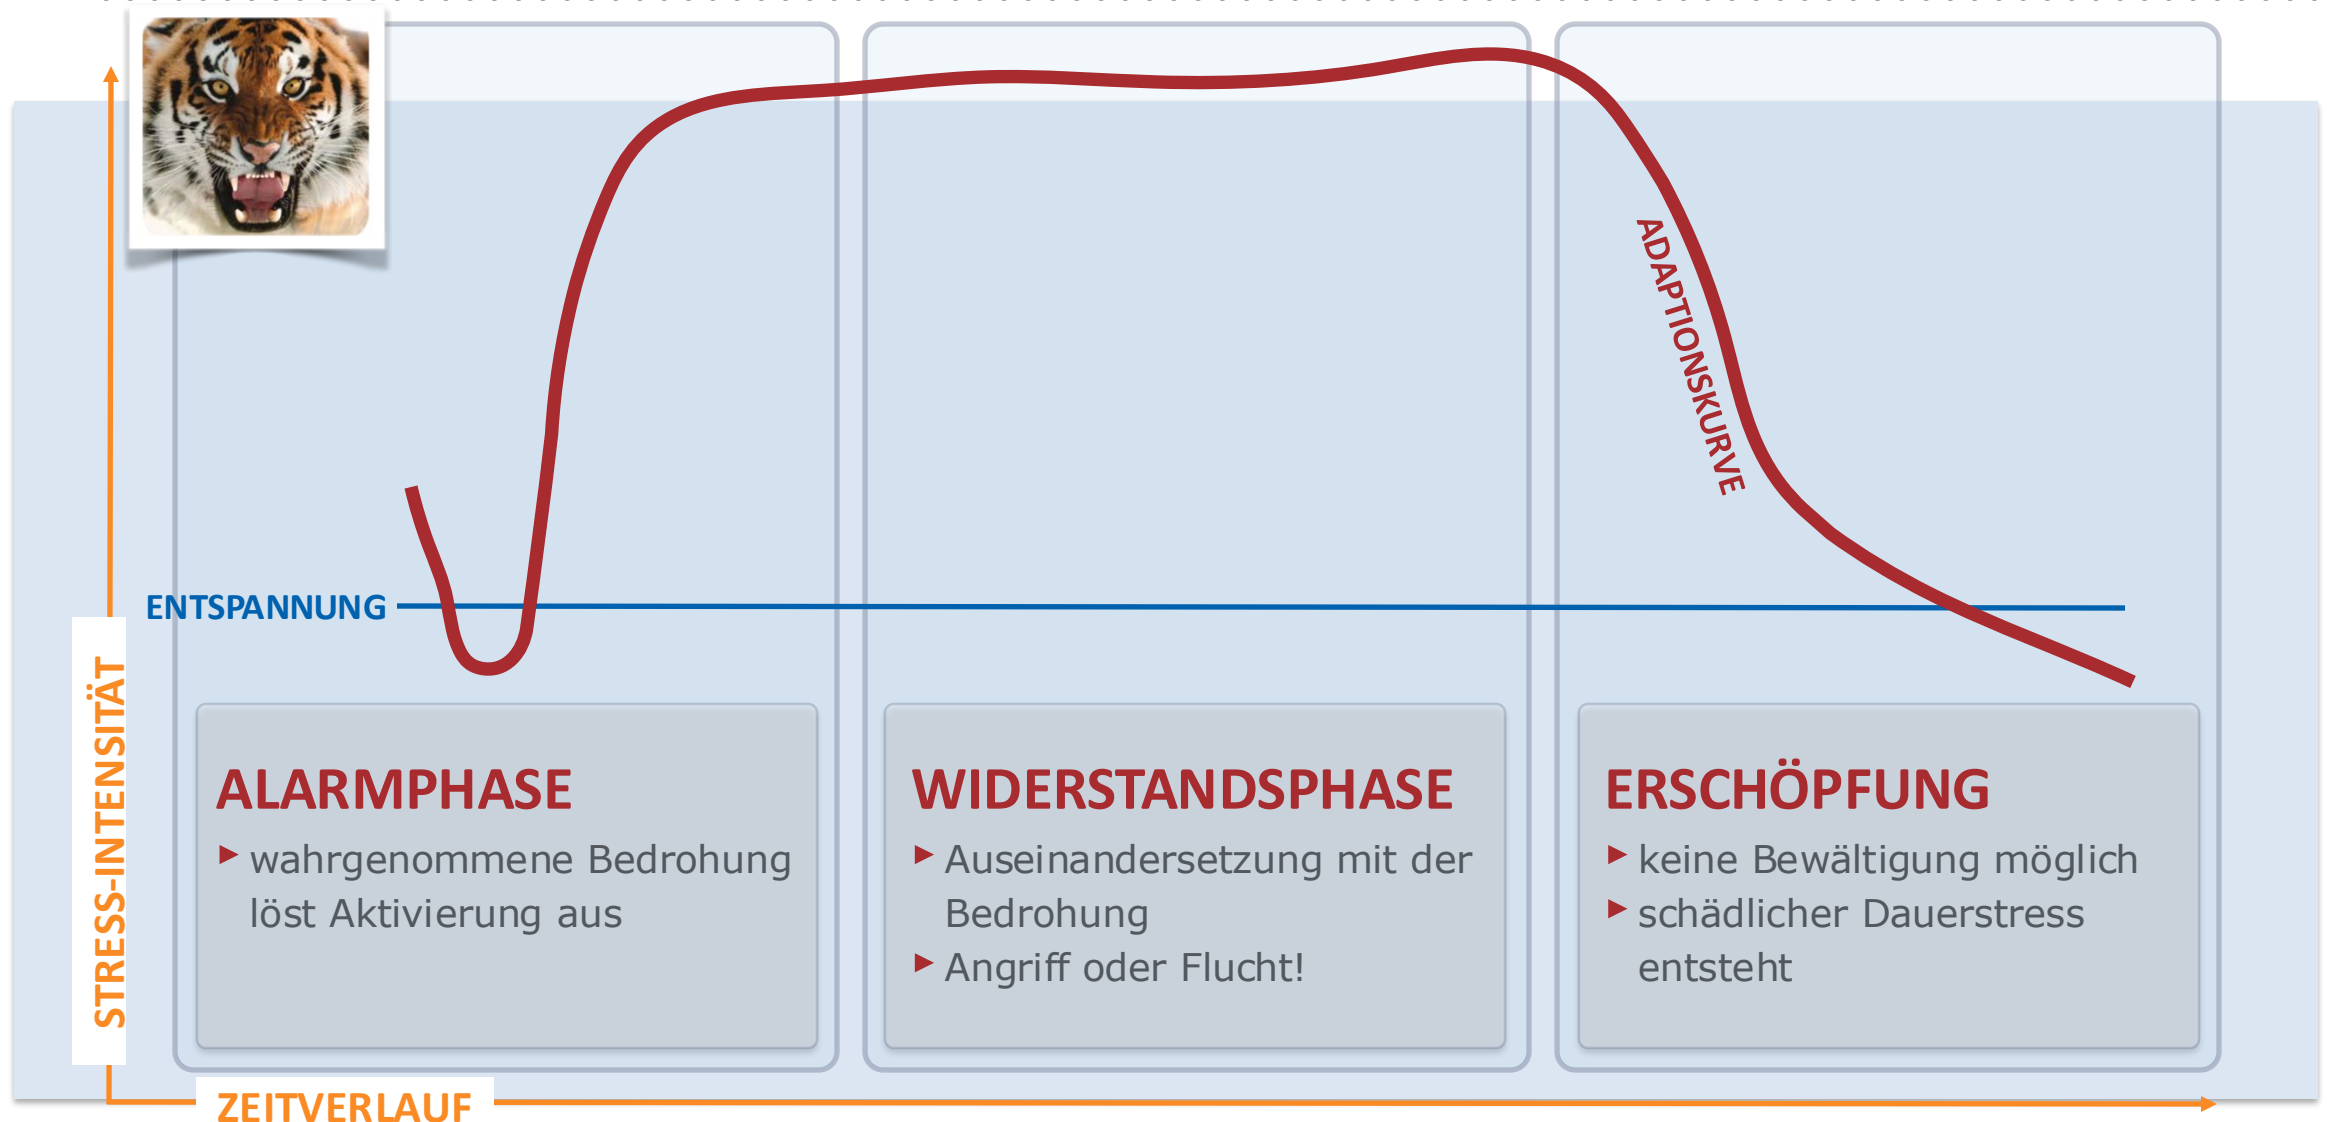 ADAPTIONSKURVE
ENTSPANNUNG
STRESS-INTENSITÄT
ALARMPHASE
► wahrgenommene Bedrohung
löst Aktivierung aus
WIDERSTANDSPHASE
► Auseinandersetzung mit der
Bedrohung
► Angriff oder Flucht!
ERSCHÖPFUNG
► keine Bewältigung möglich
► schädlicher Dauerstress
entsteht
ZEITVERLAUF